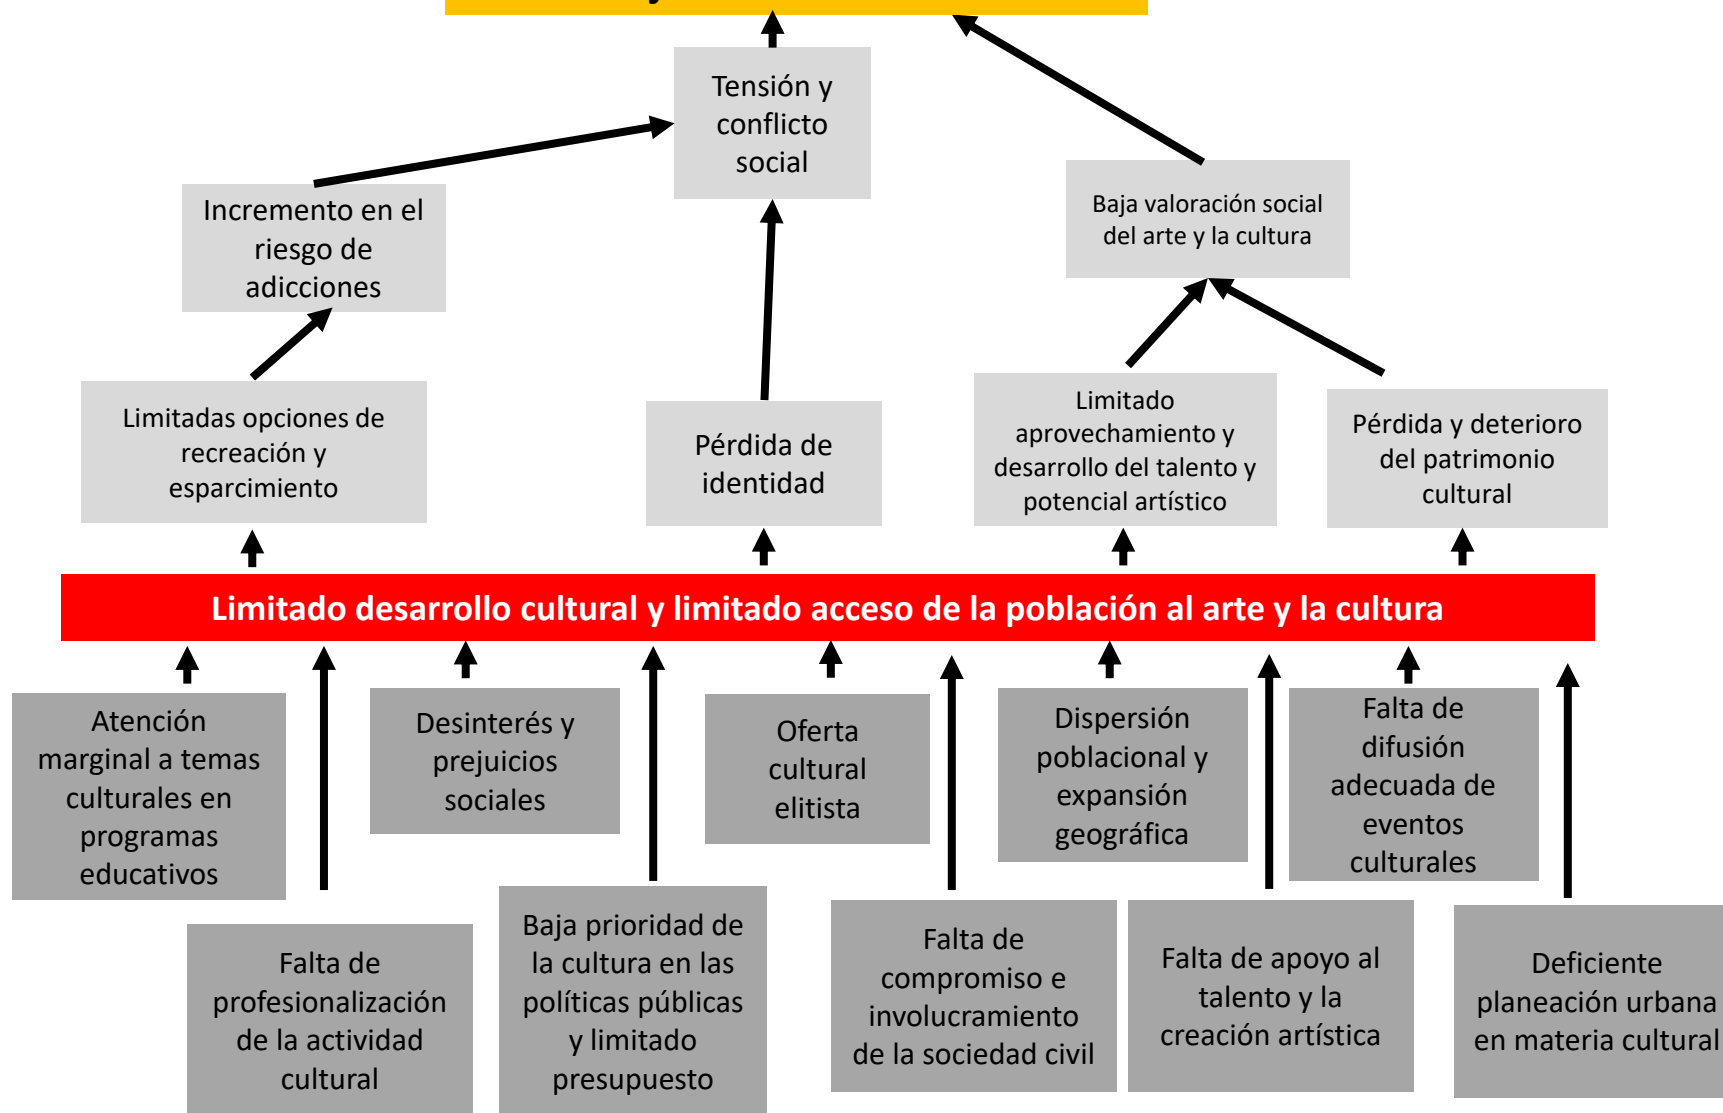 y
Tensión y
conflicto
social
Incremento en el
riesgo de
adicciones
Baja valoración social
del arte y la cultura
Limitadas opciones de
recreación y
esparcimiento
Pérdida de
identidad
Limitado
aprovechamiento y
desarrollo del talento y
potencial artístico
Pérdida y deterioro
del patrimonio
cultural
Limitado desarrollo cultural y limitado acceso de la población al arte y la cultura
Atención
marginal a temas
culturales en
programas
educativos
Desinterés y
prejuicios
sociales
Oferta
cultural
elitista
Dispersión
poblacional y
expansión
geográfica
Falta de
difusión
adecuada de
eventos
culturales
Falta de
profesionalización
de la actividad
cultural
Baja prioridad de
la cultura en las
políticas públicas
y limitado
presupuesto
Falta de
compromiso e
involucramiento
de la sociedad civil
Falta de apoyo al
talento y la
creación artística
Deficiente
planeación urbana
en materia cultural